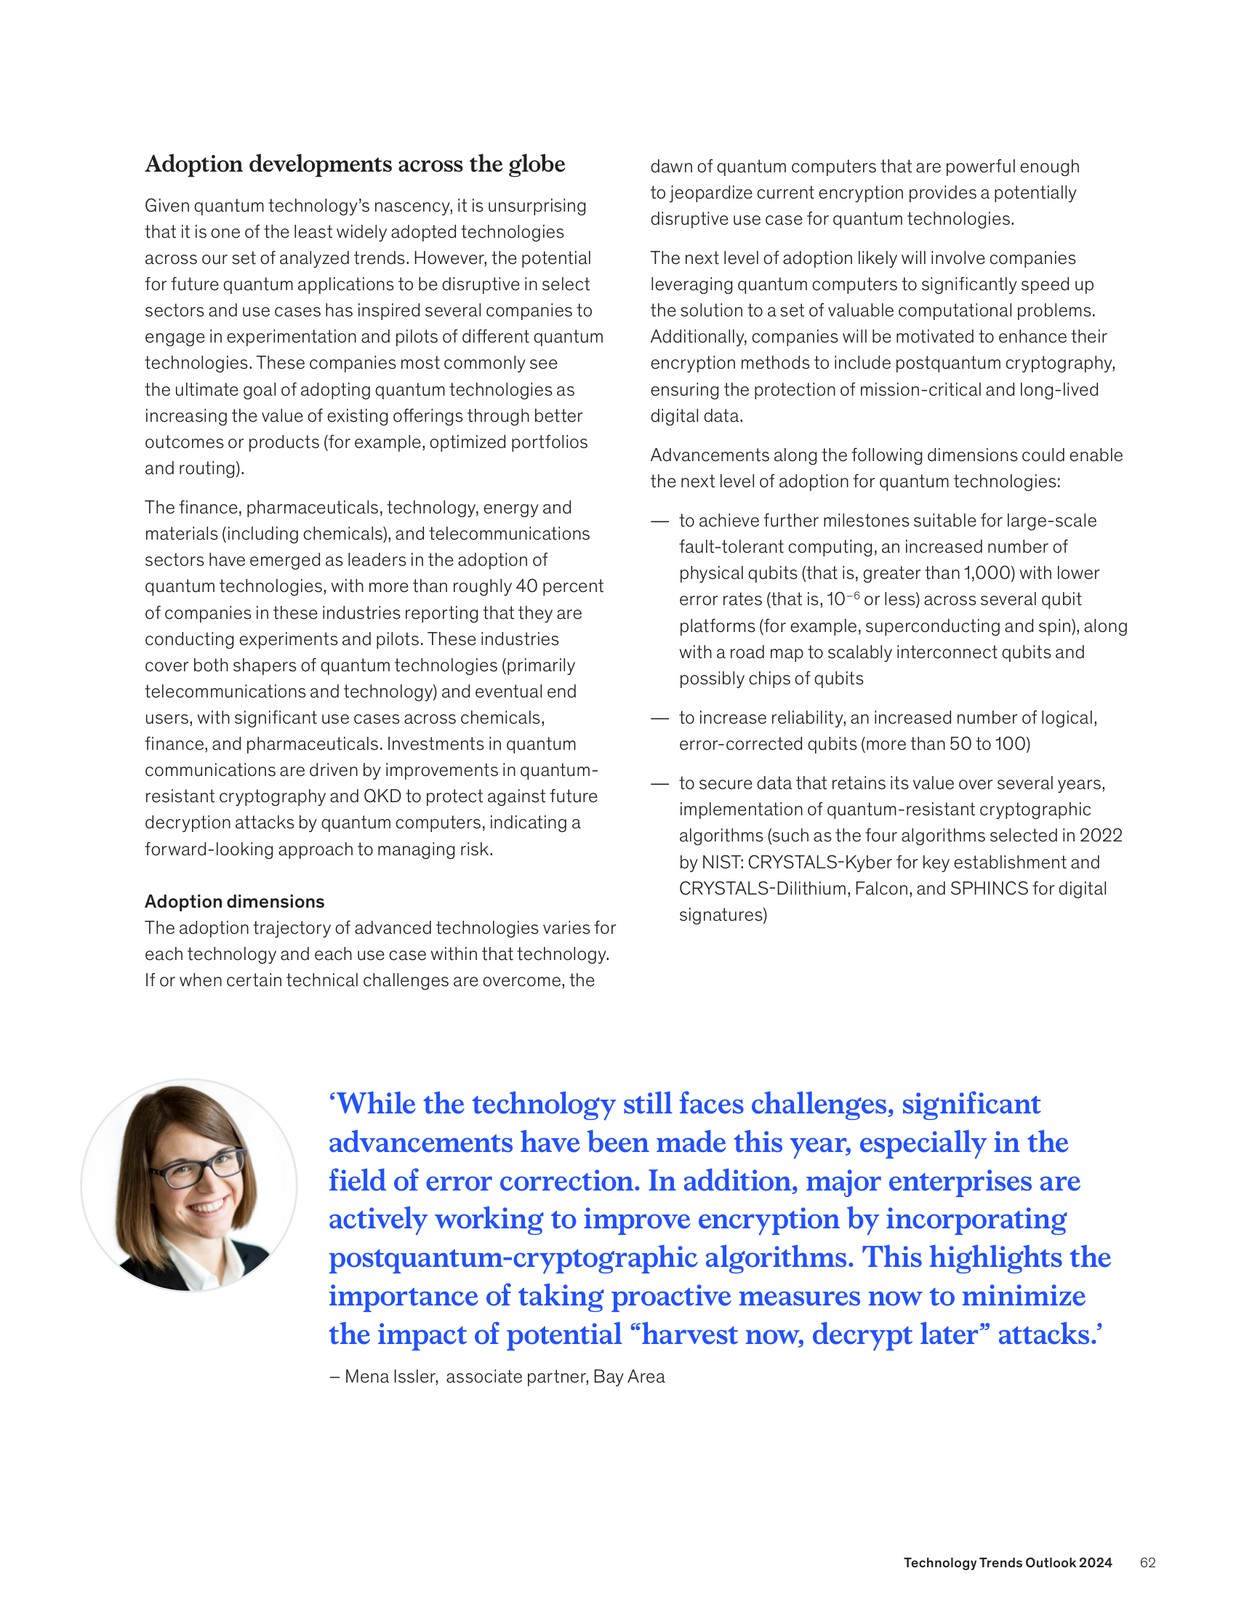 Adoption developments across the globe
Given quantum technology’s nascency, it is unsurprising
that it is one of the least widely adopted technologies
across our set of analyzed trends. However, the potential
for future quantum applications to be disruptive in select
sectors and use cases has inspired several companies to
engage in experimentation and pilots of different quantum
technologies. These companies most commonly see
the ultimate goal of adopting quantum technologies as
increasing the value of existing offerings through better
outcomes or products (for example, optimized portfolios
and routing).
The finance, pharmaceuticals, technology, energy and
materials (including chemicals), and telecommunications
sectors have emerged as leaders in the adoption of
quantum technologies, with more than roughly 40 percent
of companies in these industries reporting that they are
conducting experiments and pilots. These industries
cover both shapers of quantum technologies (primarily
telecommunications and technology) and eventual end
users, with significant use cases across chemicals,
finance, and pharmaceuticals. Investments in quantum
communications are driven by improvements in quantum-
resistant cryptography and QKD to protect against future
decryption attacks by quantum computers, indicating a
forward-looking approach to managing risk.
Adoption dimensions
The adoption trajectory of advanced technologies varies for
each technology and each use case within that technology.
If or when certain technical challenges are overcome, the
dawn of quantum computers that are powerful enough
to jeopardize current encryption provides a potentially
disruptive use case for quantum technologies.
The next level of adoption likely will involve companies
leveraging quantum computers to significantly speed up
the solution to a set of valuable computational problems.
Additionally, companies will be motivated to enhance their
encryption methods to include postquantum cryptography,
ensuring the protection of mission-critical and long-lived
digital data.
Advancements along the following dimensions could enable
the next level of adoption for quantum technologies:
— to achieve further milestones suitable for large-scale
fault-tolerant computing, an increased number of
physical qubits (that is, greater than 1,000) with lower
error rates (that is, 10⁻⁶ or less) across several qubit
platforms (for example, superconducting and spin), along
with a road map to scalably interconnect qubits and
possibly chips of qubits
— to increase reliability, an increased number of logical,
error-corrected qubits (more than 50 to 100)
— to secure data that retains its value over several years,
implementation of quantum-resistant cryptographic
algorithms (such as the four algorithms selected in 2022
by NIST: CRYSTALS-Kyber for key establishment and
CRYSTALS-Dilithium, Falcon, and SPHINCS for digital
signatures)
‘While the technology still faces challenges, significant
advancements have been made this year, especially in the
field of error correction. In addition, major enterprises are
actively working to improve encryption by incorporating
postquantum-cryptographic algorithms. This highlights the
importance of taking proactive measures now to minimize
the impact of potential “harvest now, decrypt later” attacks.’
– Mena Issler, associate partner, Bay Area
Technology Trends Outlook 2024 62